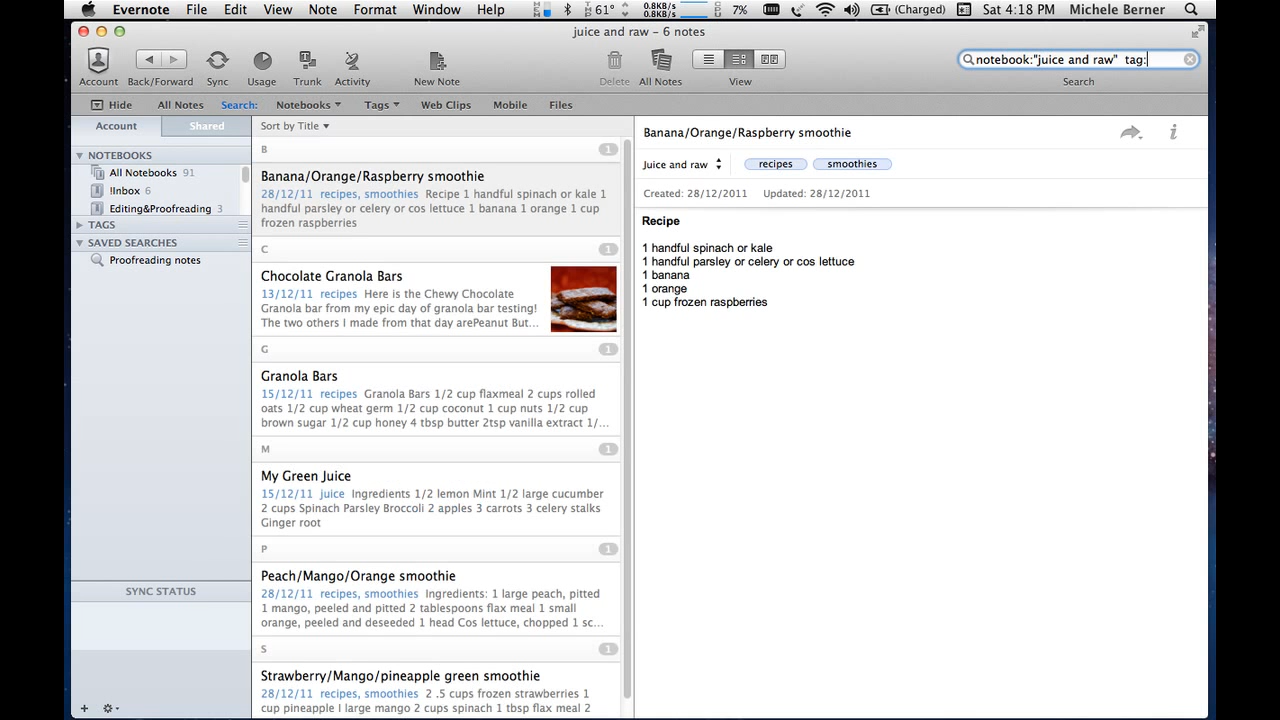 Evernote File Edit View Note Format Window Help 61° 0.8KB/s 0.8KB/s 7% (Charged) Sat 4:18 PM Michele Berner
juice and raw – 6 notes
notebook:"juice and raw"  tag:
Account Back/Forward Sync Usage Trunk Activity New Note Delete All Notes View Search
Hide All Notes Search: Notebooks Tags Web Clips Mobile Files
Account Shared
NOTEBOOKS
All Notebooks 91
!Inbox 6
Editing&Proofreading 3
TAGS
SAVED SEARCHES
Proofreading notes
SYNC STATUS
Sort by Title
B 1
Banana/Orange/Raspberry smoothie
28/12/11 recipes, smoothies Recipe 1 handful spinach or kale 1
handful parsley or celery or cos lettuce 1 banana 1 orange 1 cup
frozen raspberries
C 1
Chocolate Granola Bars
13/12/11 recipes Here is the Chewy Chocolate
Granola bar from my epic day of granola bar testing!
The two others I made from that day arePeanut But...
G 1
Granola Bars
15/12/11 recipes Granola Bars 1/2 cup flaxmeal 2 cups rolled
oats 1/2 cup wheat germ 1/2 cup coconut 1 cup nuts 1/2 cup
brown sugar 1/2 cup honey 4 tbsp butter 2tsp vanilla extract 1/...
M 1
My Green Juice
15/12/11 juice Ingredients 1/2 lemon Mint 1/2 large cucumber
2 cups Spinach Parsley Broccoli 2 apples 3 carrots 3 celery stalks
Ginger root
P 1
Peach/Mango/Orange smoothie
28/12/11 recipes, smoothies Ingredients: 1 large peach, pitted
1 mango, peeled and pitted 2 tablespoons flax meal 1 small
orange, peeled and deseeded 1 head Cos lettuce, chopped 1 sc...
S 1
Strawberry/Mango/pineapple green smoothie
28/12/11 recipes, smoothies 2 .5 cups frozen strawberries 1
cup pineapple I large mango 2 cups spinach 1 tbsp flax meal 2
Banana/Orange/Raspberry smoothie
Juice and raw recipes smoothies
Created: 28/12/2011 Updated: 28/12/2011
Recipe
1 handful spinach or kale
1 handful parsley or celery or cos lettuce
1 banana
1 orange
1 cup frozen raspberries